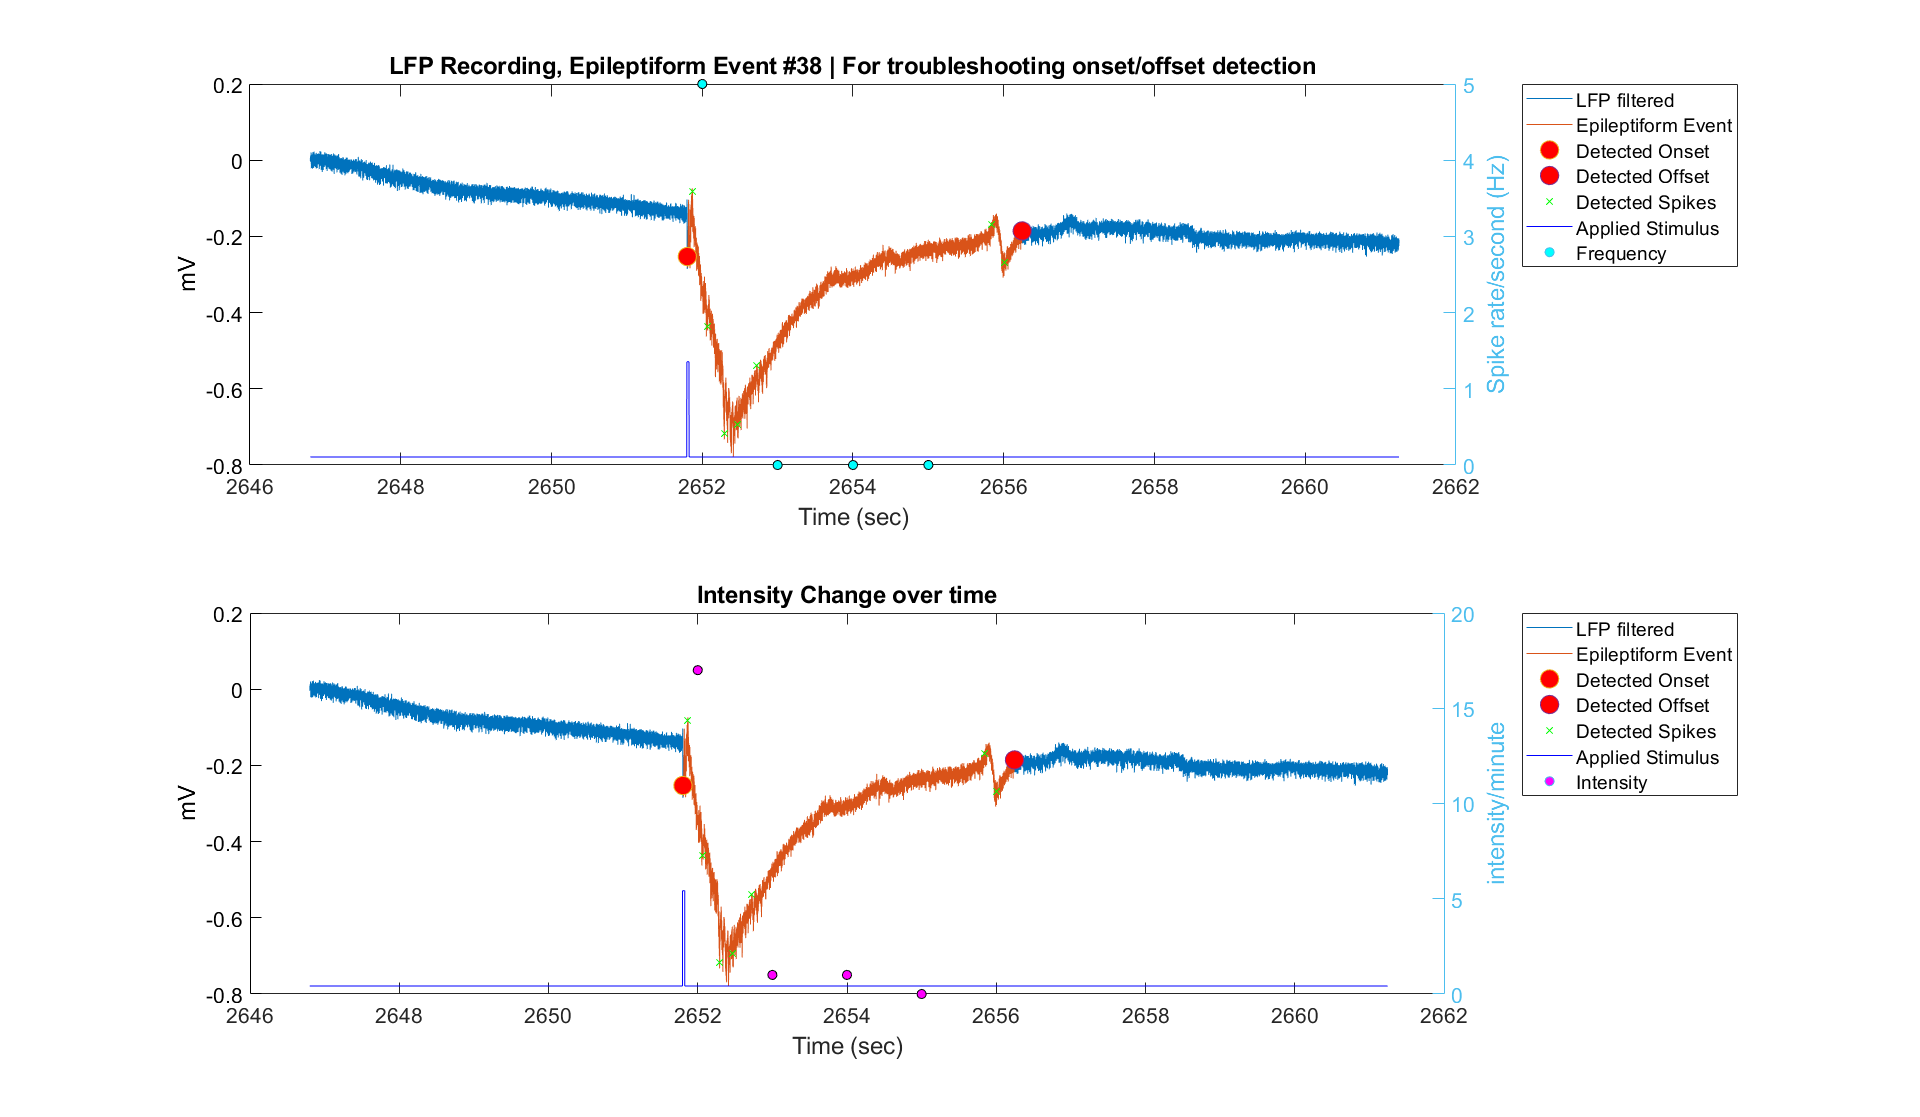 LFP Recording, Epileptiform Event #38 | For troubleshooting onset/offset detection
0.2
0
-0.2
-0.4
-0.6
-0.8
mV
2646
2648
2650
2652
2654
2656
2658
2660
2662
Time (sec)
5
4
3
2
1
0
Spike rate/second (Hz)
LFP filtered
Epileptiform Event
Detected Onset
Detected Offset
Detected Spikes
Applied Stimulus
Frequency
Intensity Change over time
0.2
0
-0.2
-0.4
-0.6
-0.8
mV
2646
2648
2650
2652
2654
2656
2658
2660
2662
Time (sec)
20
15
10
5
0
intensity/minute
LFP filtered
Epileptiform Event
Detected Onset
Detected Offset
Detected Spikes
Applied Stimulus
Intensity